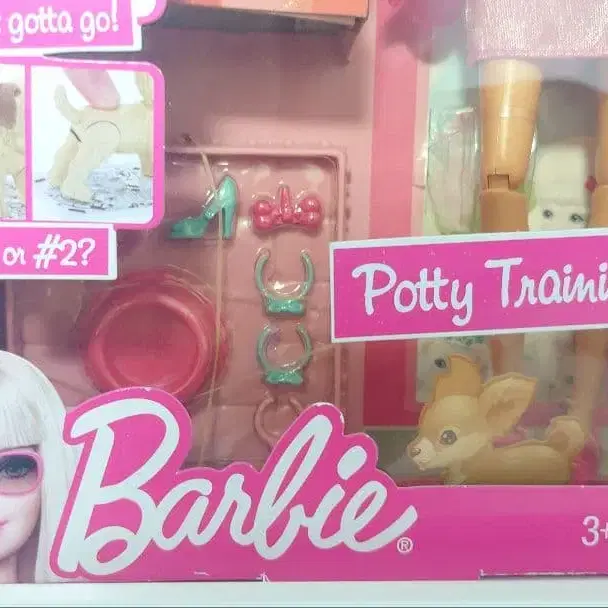 gotta go!
or #2?
Potty Traini
Barbie®
3+